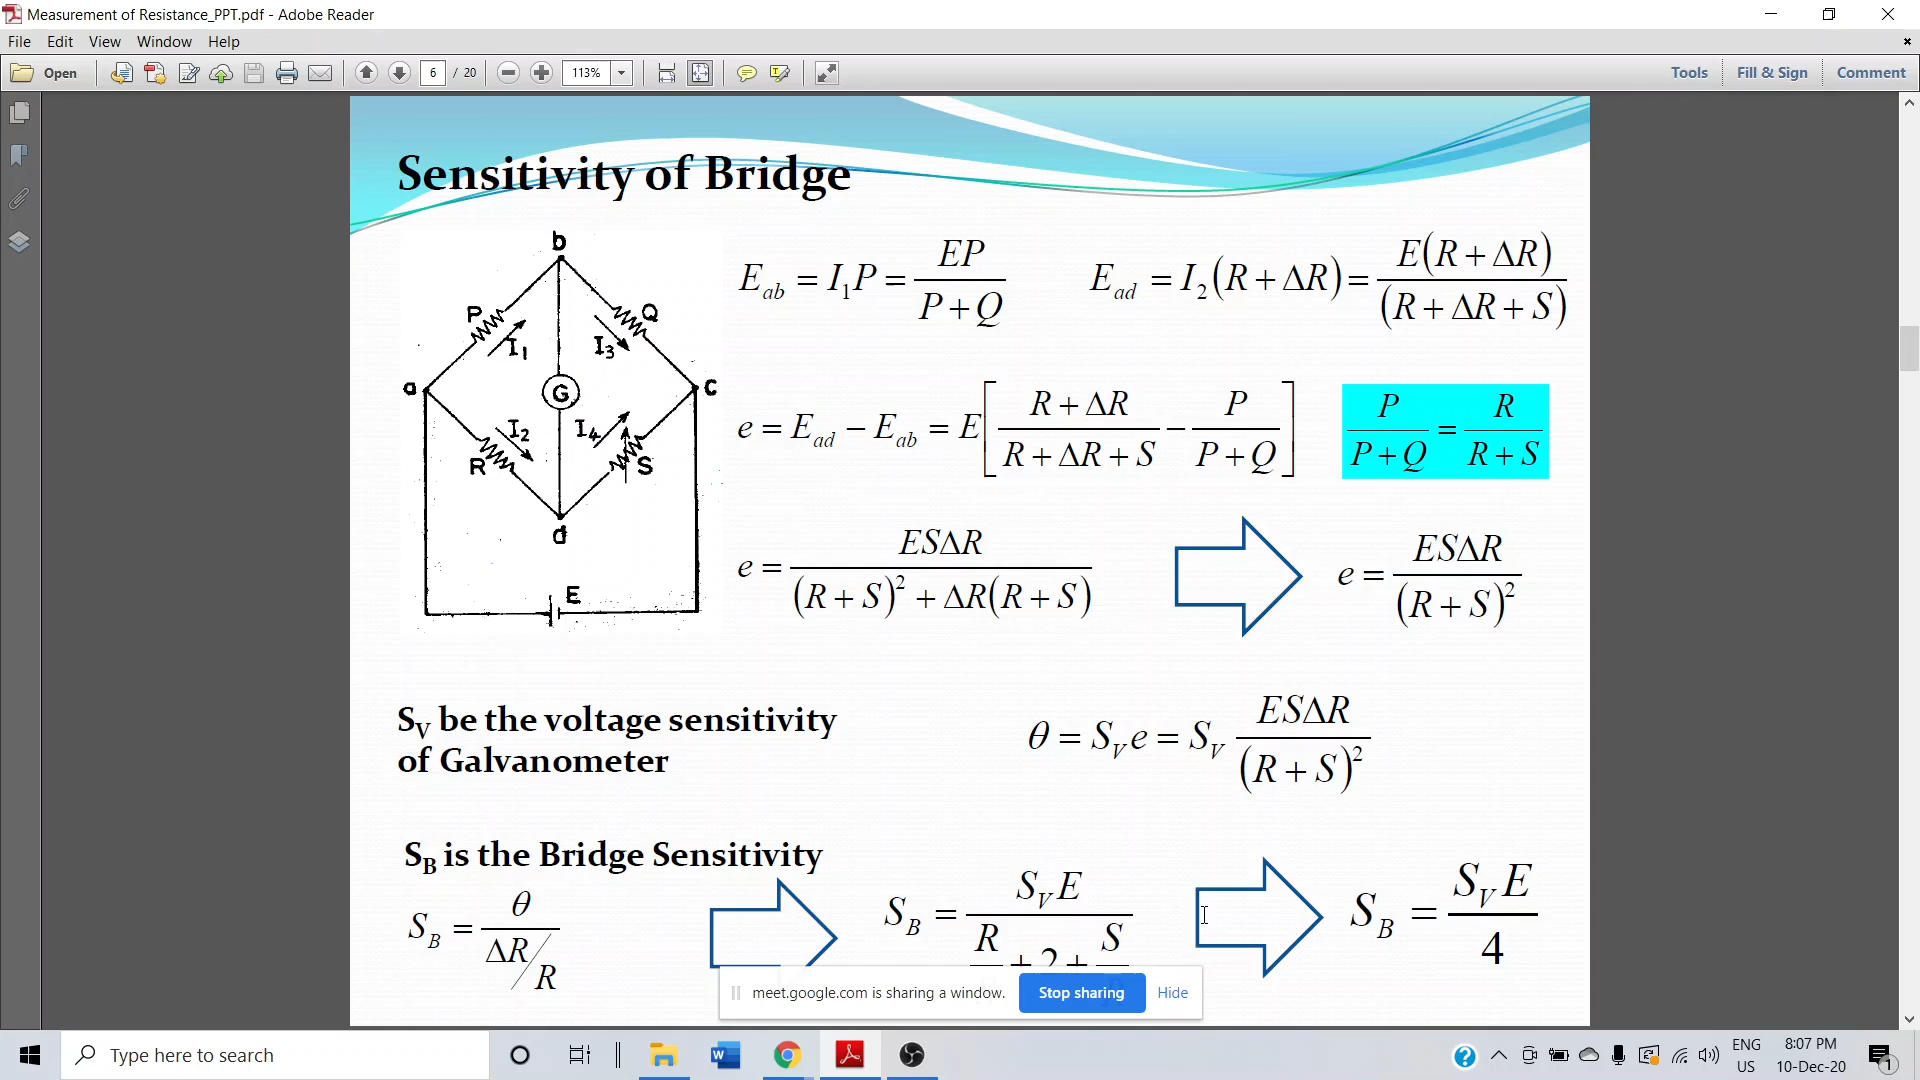 Measurement of Resistance_PPT.pdf - Adobe Reader
File Edit View Window Help
Open 6 / 20 113% Tools Fill & Sign Comment
Sensitivity of Bridge
b
P Q
I₁ I₃
a G c
I₂ I₄
R S
d
E
E_ab = I₁P = EP / (P + Q)
E_ad = I₂(R + ΔR) = E(R + ΔR) / (R + ΔR + S)
e = E_ad − E_ab = E[(R + ΔR) / (R + ΔR + S) − P / (P + Q)]
P / (P + Q) = R / (R + S)
e = ESΔR / ((R + S)² + ΔR(R + S))
e = ESΔR / (R + S)²
S_V be the voltage sensitivity
of Galvanometer
θ = S_V e = S_V ESΔR / (R + S)²
S_B is the Bridge Sensitivity
S_B = θ / (ΔR/R)
S_B = S_V E / (R + 2 + S
S_B = S_V E / 4
meet.google.com is sharing a window. Stop sharing Hide
Type here to search
ENG
US
8:07 PM
10-Dec-20
1